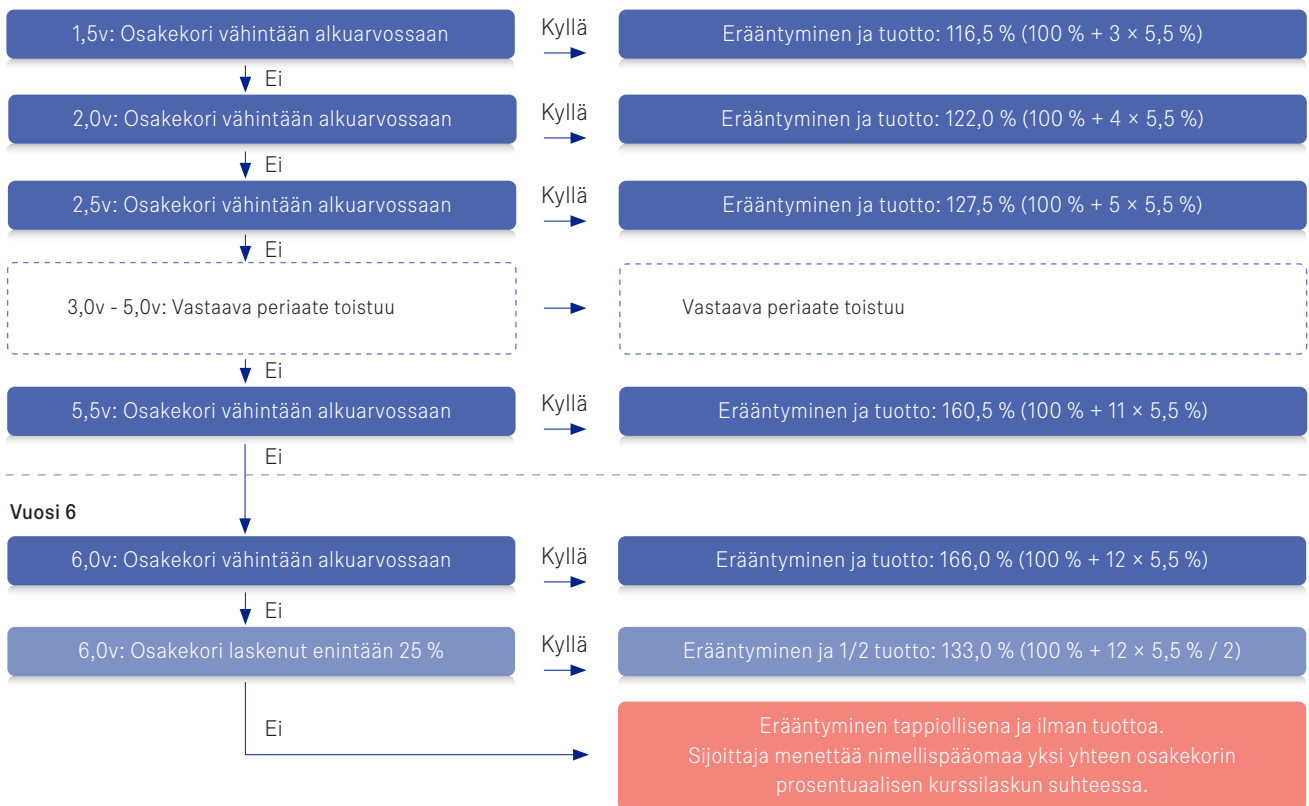 1,5v: Osakekori vähintään alkuarvossaan
Kyllä
Erääntyminen ja tuotto: 116,5 % (100 % + 3 × 5,5 %)
Ei
2,0v: Osakekori vähintään alkuarvossaan
Kyllä
Erääntyminen ja tuotto: 122,0 % (100 % + 4 × 5,5 %)
Ei
2,5v: Osakekori vähintään alkuarvossaan
Kyllä
Erääntyminen ja tuotto: 127,5 % (100 % + 5 × 5,5 %)
Ei
3,0v - 5,0v: Vastaava periaate toistuu
Vastaava periaate toistuu
Ei
5,5v: Osakekori vähintään alkuarvossaan
Kyllä
Erääntyminen ja tuotto: 160,5 % (100 % + 11 × 5,5 %)
Ei
Vuosi 6
6,0v: Osakekori vähintään alkuarvossaan
Kyllä
Erääntyminen ja tuotto: 166,0 % (100 % + 12 × 5,5 %)
Ei
6,0v: Osakekori laskenut enintään 25 %
Kyllä
Erääntyminen ja 1/2 tuotto: 133,0 % (100 % + 12 × 5,5 % / 2)
Ei
Erääntyminen tappiollisena ja ilman tuottoa.
Sijoittaja menettää nimellispääomaa yksi yhteen osakekorin
prosentuaalisen kurssilaskun suhteessa.